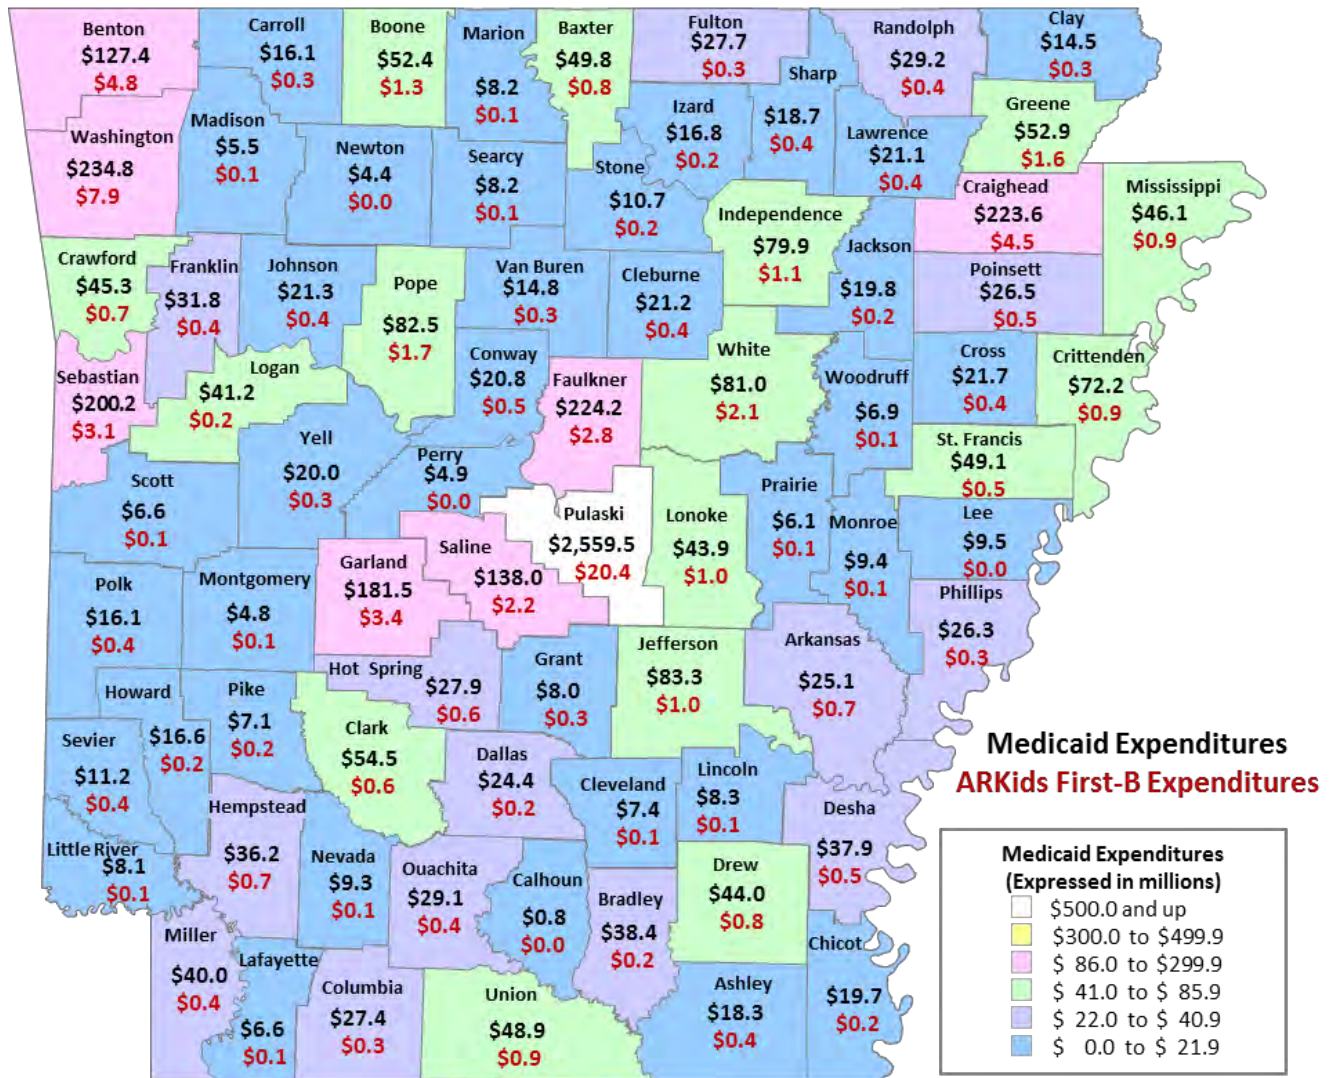 Benton
$127.4
$4.8
Carroll
$16.1
$0.3
Boone
$52.4
$1.3
Marion
$8.2
$0.1
Baxter
$49.8
$0.8
Fulton
$27.7
$0.3
Sharp
$18.7
$0.4
Randolph
$29.2
$0.4
Clay
$14.5
$0.3
Washington
$234.8
$7.9
Madison
$5.5
$0.1
Newton
$4.4
$0.0
Searcy
$8.2
$0.1
Stone
$10.7
$0.2
Izard
$16.8
$0.2
Lawrence
$21.1
$0.4
Greene
$52.9
$1.6
Craighead
$223.6
$4.5
Mississippi
$46.1
$0.9
Crawford
$45.3
$0.7
Franklin
$31.8
$0.4
Johnson
$21.3
$0.4
Pope
$82.5
$1.7
Van Buren
$14.8
$0.3
Cleburne
$21.2
$0.4
Independence
$79.9
$1.1
Jackson
$19.8
$0.2
Poinsett
$26.5
$0.5
Sebastian
$200.2
$3.1
Logan
$41.2
$0.2
Conway
$20.8
$0.5
Faulkner
$224.2
$2.8
White
$81.0
$2.1
Woodruff
$6.9
$0.1
Cross
$21.7
$0.4
Crittenden
$72.2
$0.9
Scott
$6.6
$0.1
Yell
$20.0
$0.3
Perry
$4.9
$0.0
Pulaski
$2,559.5
$20.4
Lonoke
$43.9
$1.0
Prairie
$6.1
$0.1
Monroe
$9.4
$0.1
St. Francis
$49.1
$0.5
Lee
$9.5
$0.0
Phillips
$26.3
$0.3
Polk
$16.1
$0.4
Montgomery
$4.8
$0.1
Garland
$181.5
$3.4
Saline
$138.0
$2.2
Hot Spring
$27.9
$0.6
Grant
$8.0
$0.3
Jefferson
$83.3
$1.0
Arkansas
$25.1
$0.7
Howard
$16.6
$0.2
Pike
$7.1
$0.2
Clark
$54.5
$0.6
Sevier
$11.2
$0.4
Dallas
$24.4
$0.2
Cleveland
$7.4
$0.1
Lincoln
$8.3
$0.1
Desha
$37.9
$0.5
Little River
$8.1
$0.1
Hempstead
$36.2
$0.7
Nevada
$9.3
$0.1
Ouachita
$29.1
$0.4
Calhoun
$0.8
$0.0
Bradley
$38.4
$0.2
Drew
$44.0
$0.8
Miller
$40.0
$0.4
Lafayette
$6.6
$0.1
Columbia
$27.4
$0.3
Union
$48.9
$0.9
Ashley
$18.3
$0.4
Chicot
$19.7
$0.2
Medicaid Expenditures
ARKids First-B Expenditures
Medicaid Expenditures
(Expressed in millions)
$500.0 and up
$300.0 to $499.9
$ 86.0 to $299.9
$ 41.0 to $ 85.9
$ 22.0 to $ 40.9
$ 0.0 to $ 21.9